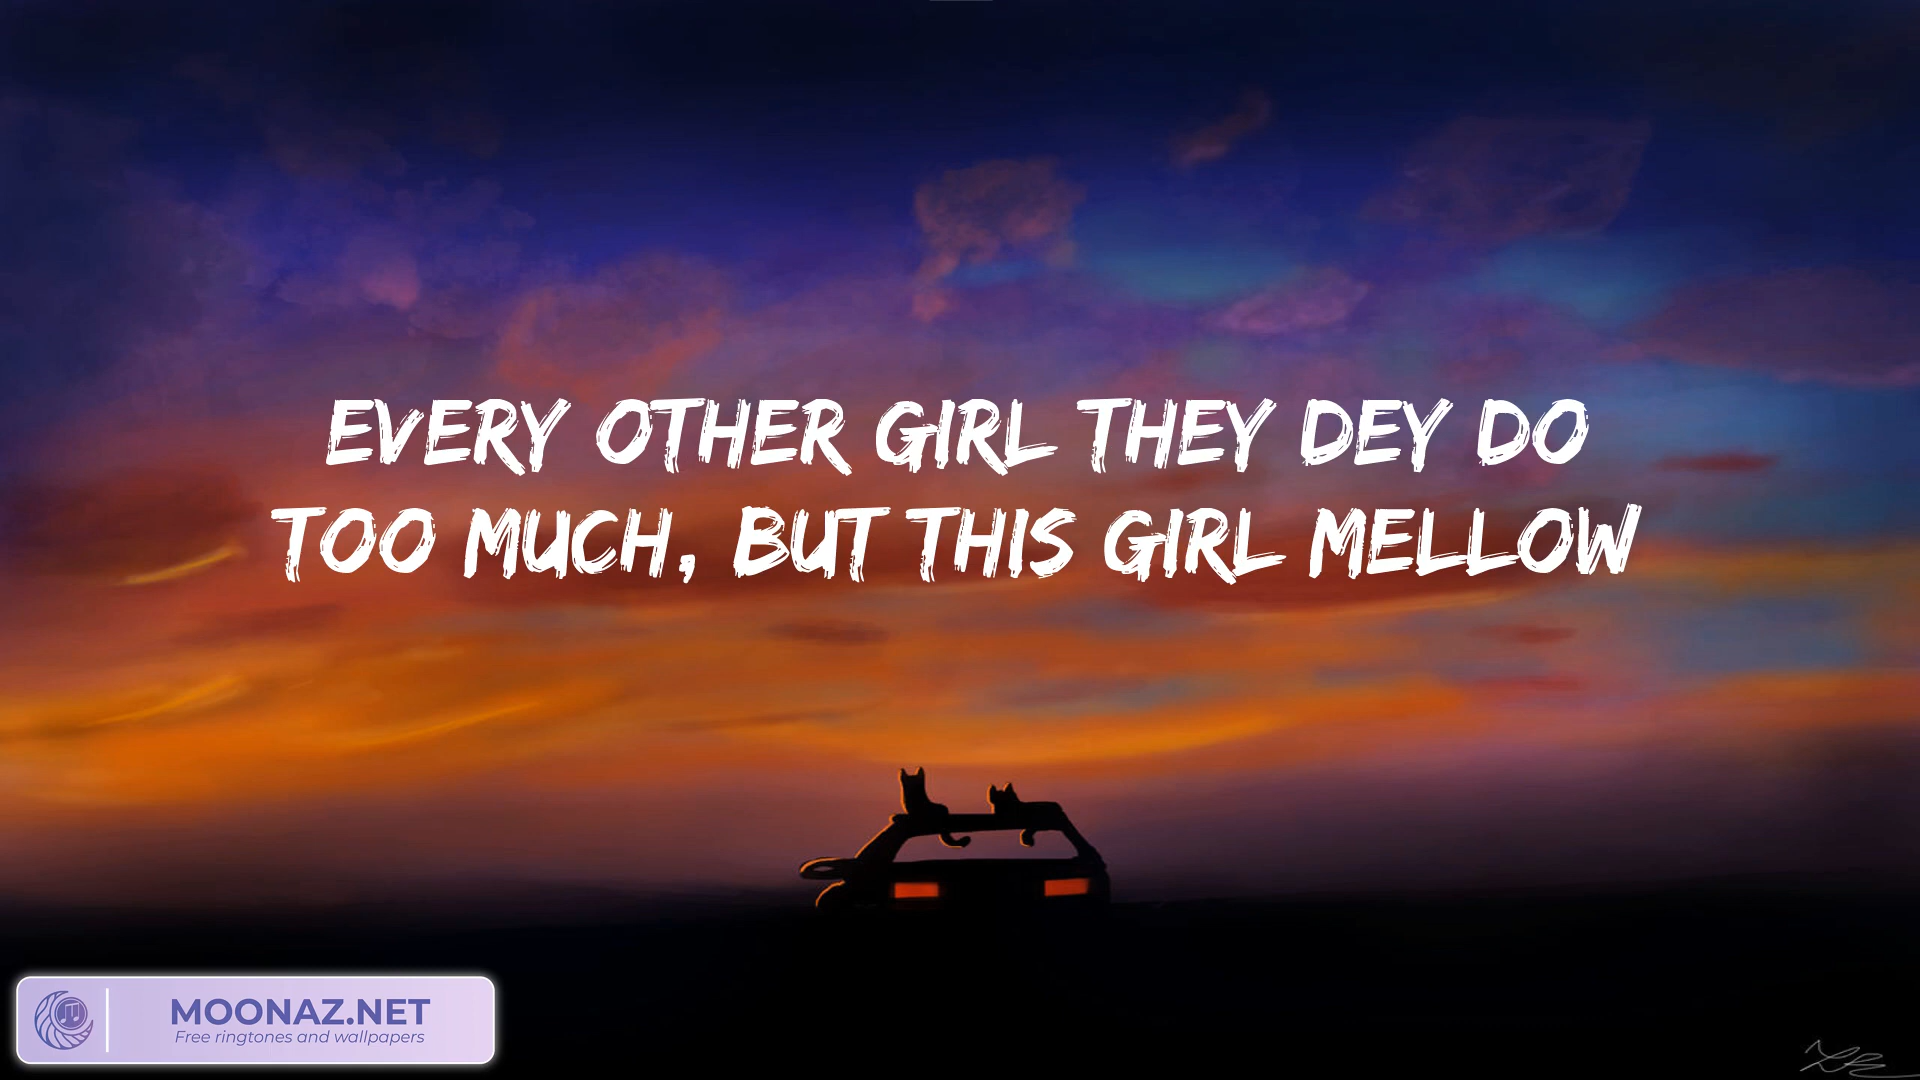 EVERY OTHER GIRL THEY DEY DO
TOO MUCH, BUT THIS GIRL MELLOW
MOONAZ.NET
Free ringtones and wallpapers